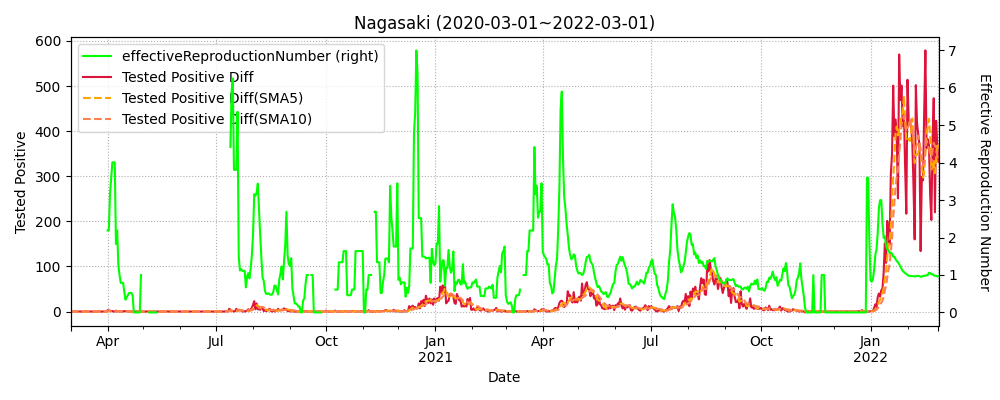 Nagasaki (2020-03-01~2022-03-01)
effectiveReproductionNumber (right)
Tested Positive Diff
Tested Positive Diff(SMA5)
Tested Positive Diff(SMA10)
Tested Positive
600
500
400
300
200
100
0
Effective Reproduction Number
7
6
5
4
3
2
1
0
Apr
Jul
Oct
Jan
2021
Apr
Jul
Oct
Jan
2022
Date